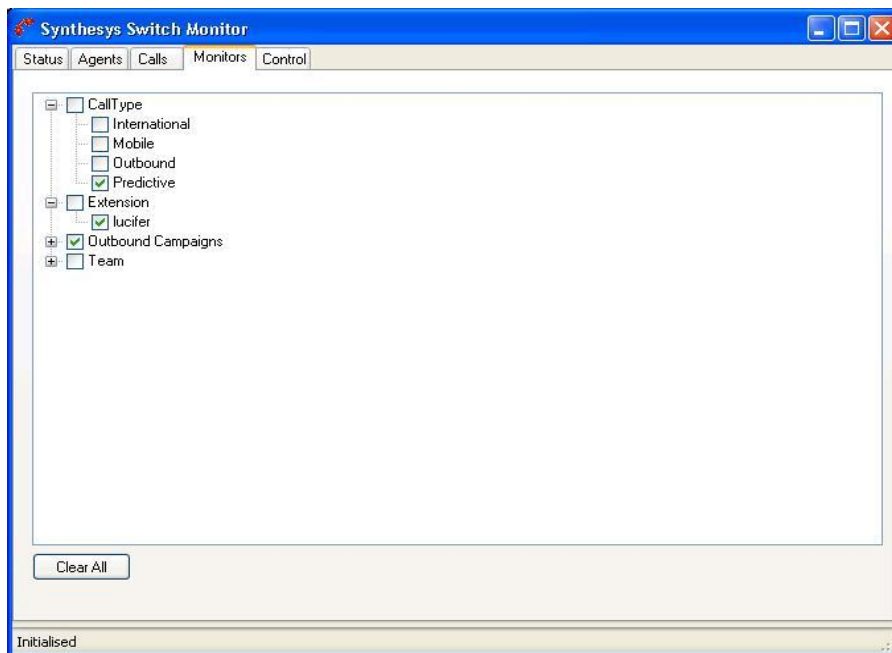 Synthesys Switch Monitor
Status Agents Calls Monitors Control
CallType
International
Mobile
Outbound
Predictive
Extension
lucifer
Outbound Campaigns
Team
Clear All
Initialised